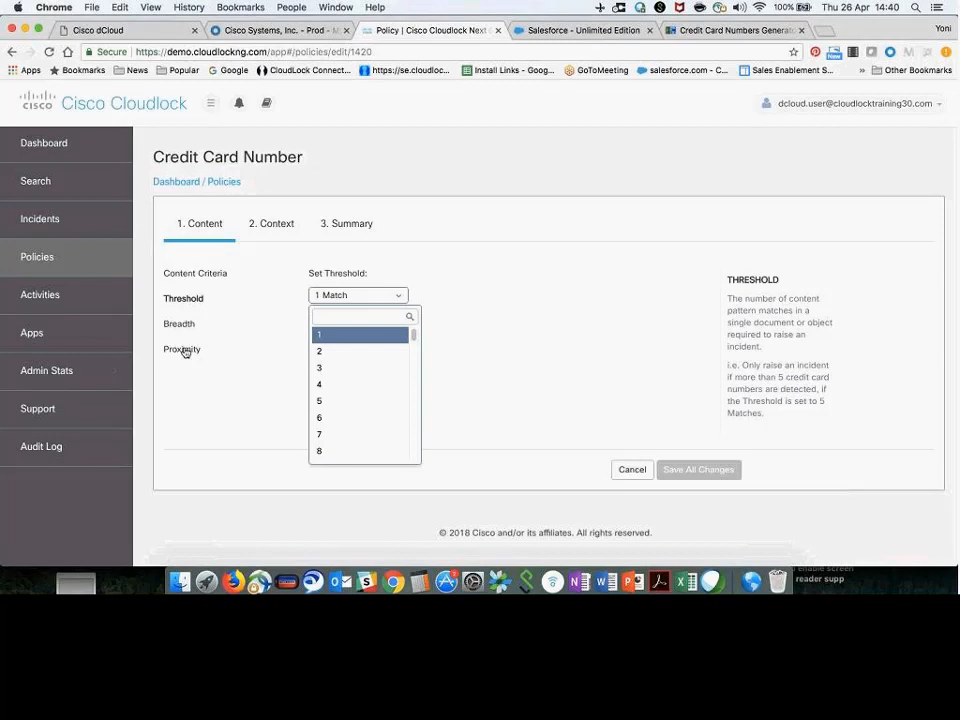 Chrome File Edit View History Bookmarks People Window Help
100% Thu 26 Apr 14:40
Cisco dCloud
Cisco Systems, Inc. - Prod - M
Policy | Cisco Cloudlock Next
Salesforce - Unlimited Edition
Credit Card Numbers Generato
Yoni
Secure https://demo.cloudlockng.com/app#/policies/edit/1420
Apps Bookmarks News Popular Google CloudLock Connect... https://se.cloudloc... Install Links - Goog... GoToMeeting salesforce.com - C... Sales Enablement S... » Other Bookmarks
cisco Cisco Cloudlock
dcloud.user@cloudlocktraining30.com
Dashboard
Search
Incidents
Policies
Activities
Apps
Admin Stats
Support
Audit Log
Credit Card Number
Dashboard / Policies
1. Content 2. Context 3. Summary
Content Criteria
Threshold
Breadth
Proximity
Set Threshold:
1 Match
1
2
3
4
5
6
7
8
THRESHOLD
The number of content
pattern matches in a
single document or object
required to raise an
incident.
i.e. Only raise an incident
if more than 5 credit card
numbers are detected, if
the Threshold is set to 5
Matches.
Cancel Save All Changes
© 2018 Cisco and/or its affiliates. All rights reserved.
enable screen
reader supp